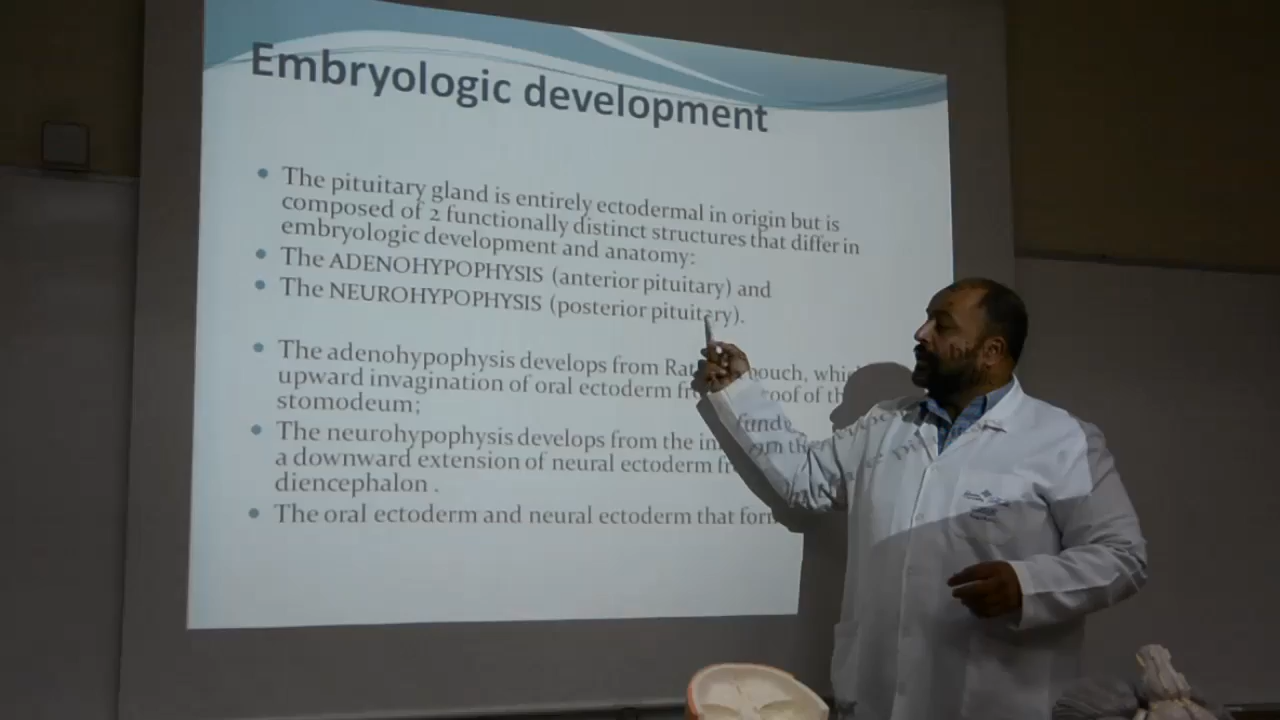 Embryologic development
• The pituitary gland is entirely ectodermal in origin but is
composed of 2 functionally distinct structures that differ in
embryologic development and anatomy:
• The ADENOHYPOPHYSIS (anterior pituitary) and
• The NEUROHYPOPHYSIS (posterior pituitary).
• The adenohypophysis develops from pouch,
upward invagination of oral ectoderm roof of
stomodeum;
• The neurohypophysis develops from the
a downward extension of neural ectoderm
diencephalon .
• The oral ectoderm and neural ectoderm that